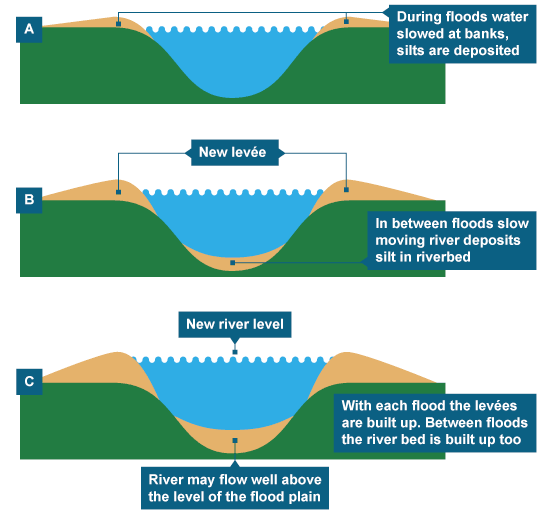 A
During floods water
slowed at banks,
silts are deposited
New levée
B
In between floods slow
moving river deposits
silt in riverbed
New river level
C
With each flood the levées
are built up. Between floods
the river bed is built up too
River may flow well above
the level of the flood plain